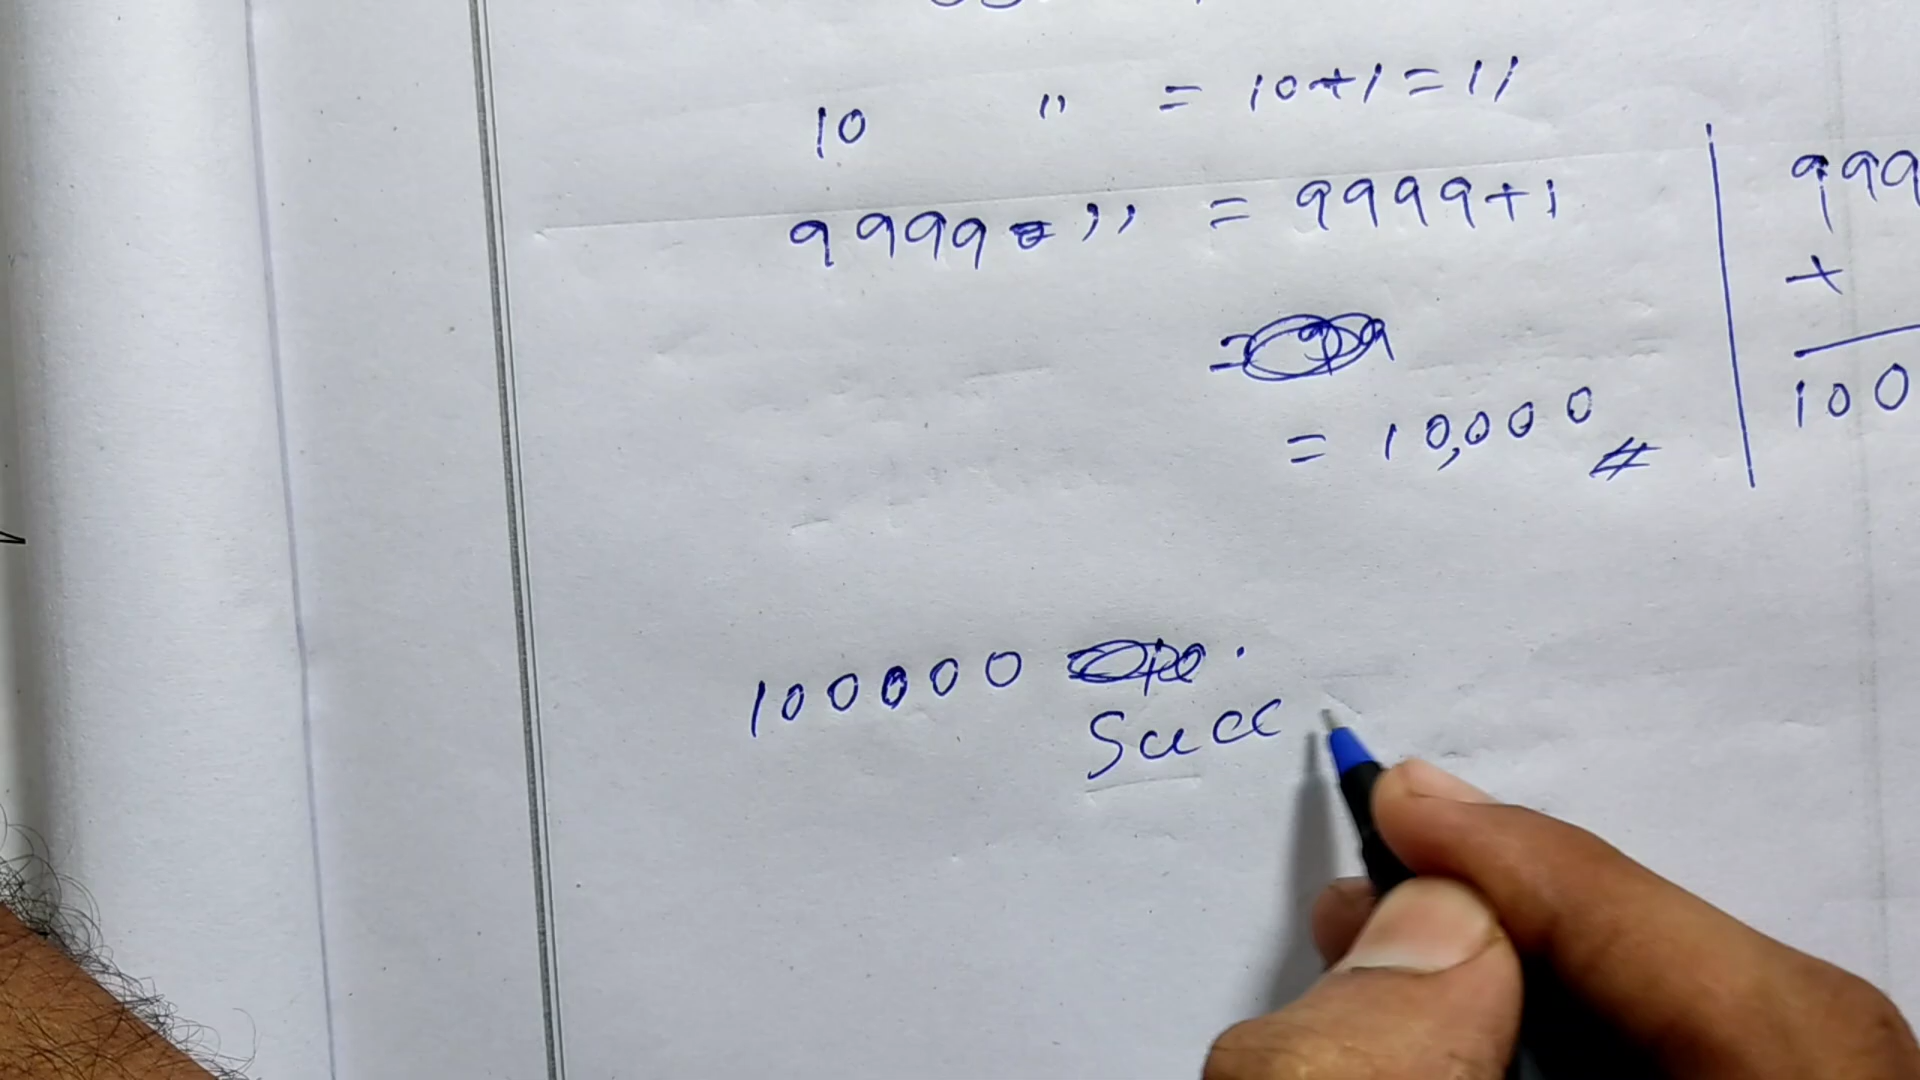 10 " = 10+1=11
9999 " = 9999+1
= 10,000
999
+
100
100000
Succ